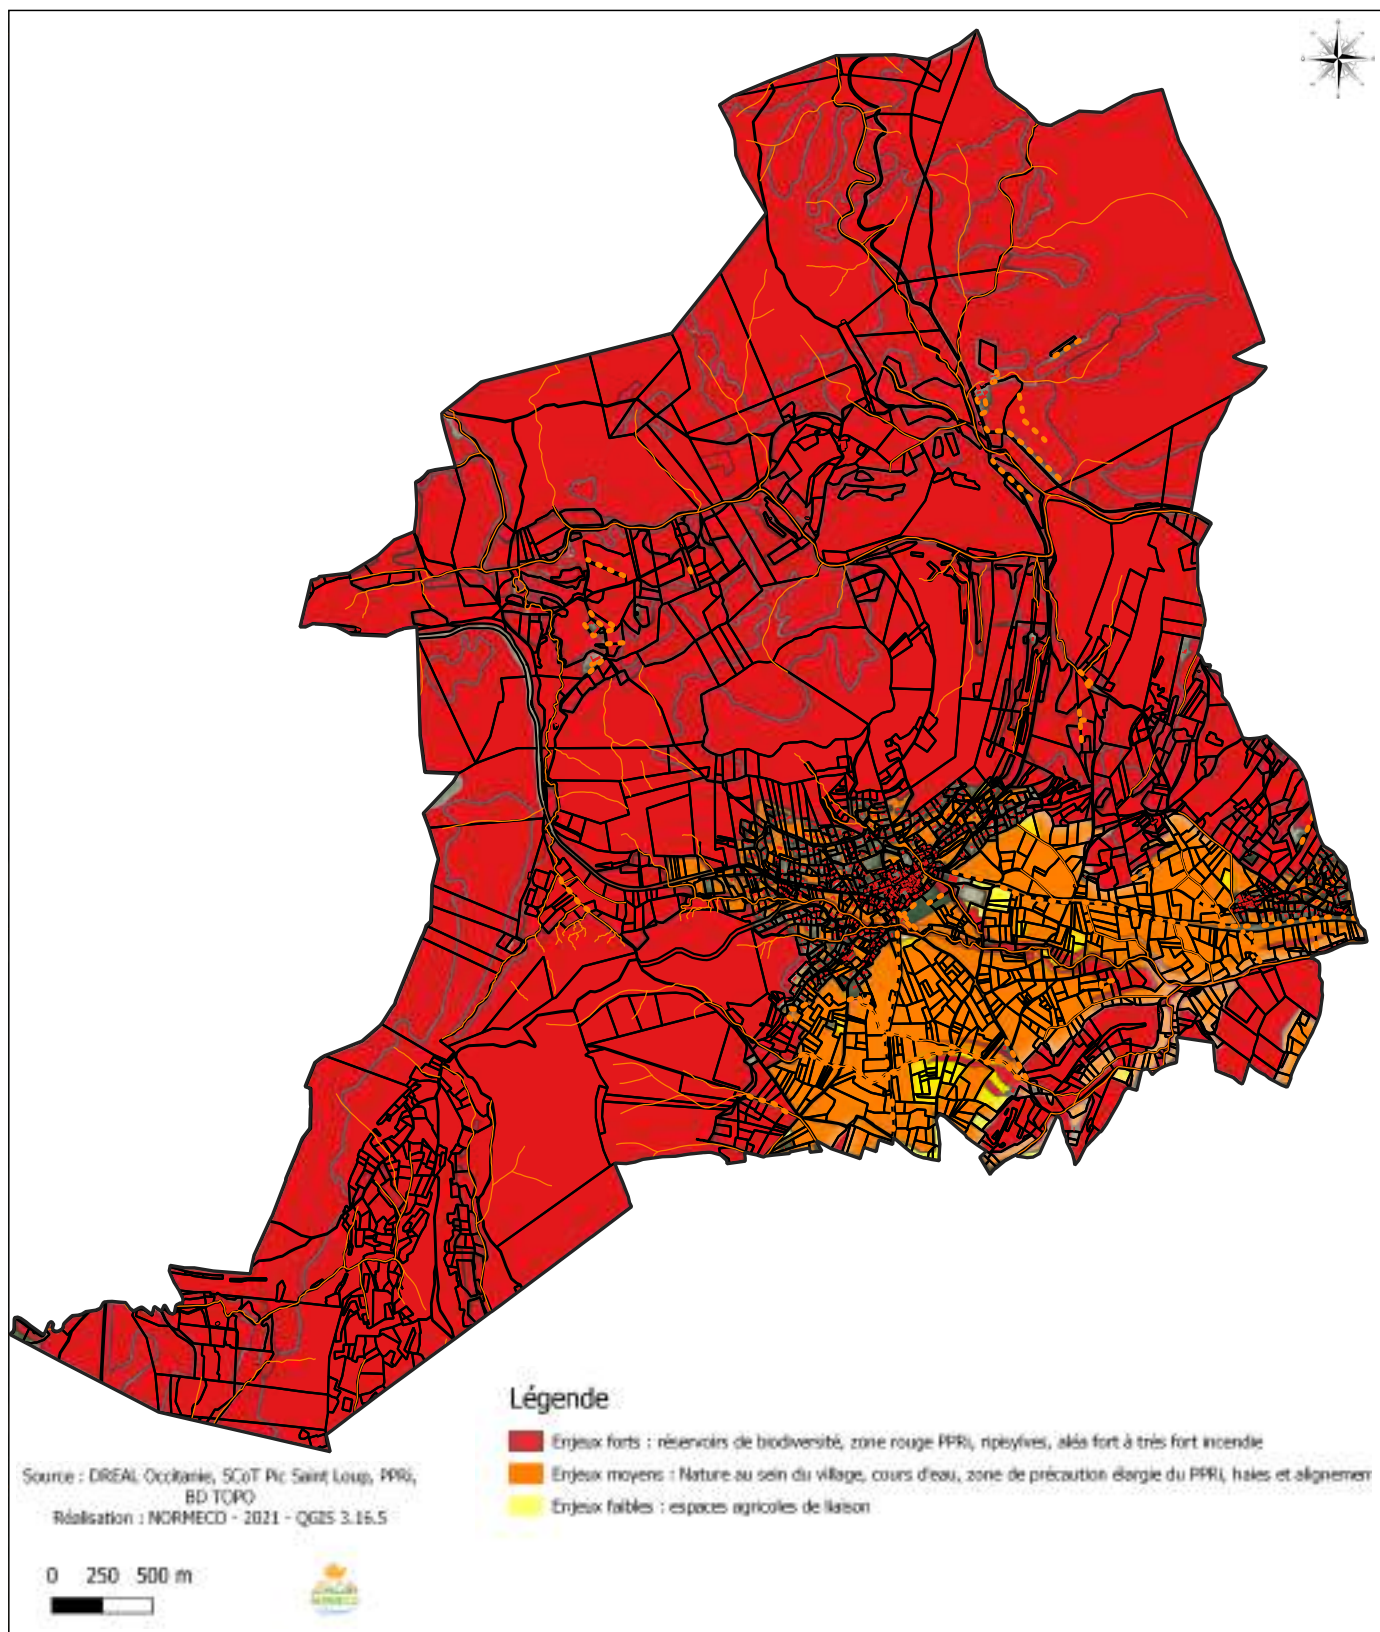 Légende
Enjeux forts : réservoirs de biodiversité, zone rouge PPRi, ripisylves, aléa fort à très fort incendie
Enjeux moyens : Nature au sein du village, cours d'eau, zone de précaution élargie du PPRi, haies et alignemen
Enjeux faibles : espaces agricoles de liaison
Source : DREAL Occitanie, SCoT Pic Saint Loup, PPRi,
BD TOPO
Réalisation : NORMECO - 2021 - QGIS 3.16.5
0 250 500 m
NORMECO